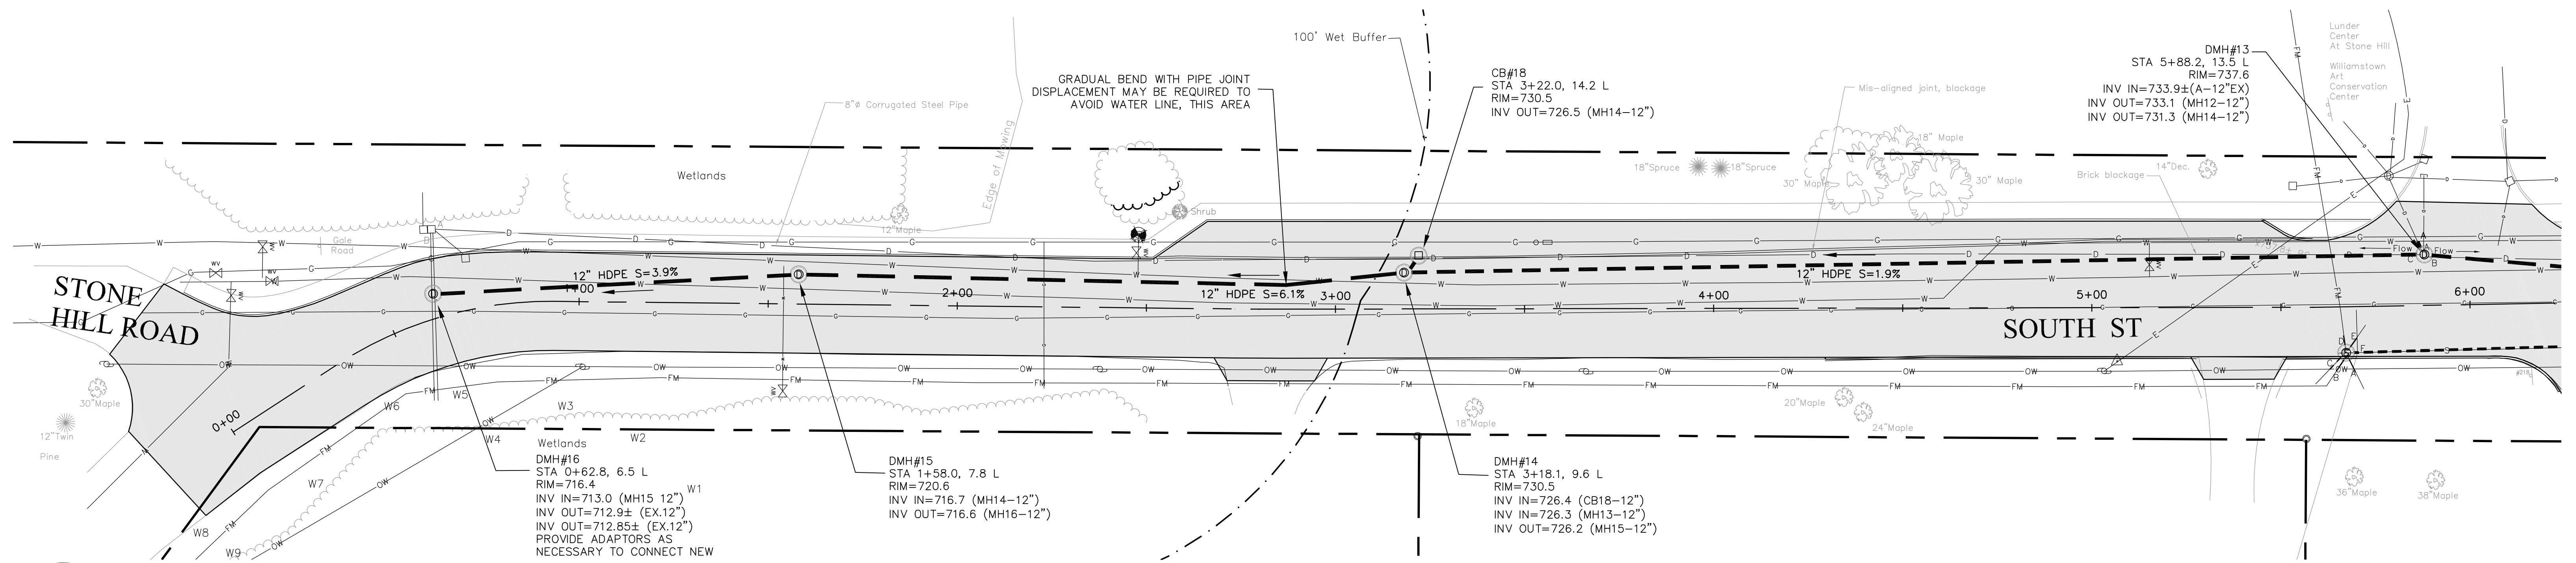 100' Wet Buffer
GRADUAL BEND WITH PIPE JOINT
DISPLACEMENT MAY BE REQUIRED TO
AVOID WATER LINE, THIS AREA
CB#18
STA 3+22.0, 14.2 L
RIM=730.5
INV OUT=726.5 (MH14-12")
DMH#13
STA 5+88.2, 13.5 L
RIM=737.6
INV IN=733.9±(A-12"EX)
INV OUT=733.1 (MH12-12")
INV OUT=731.3 (MH14-12")
Lunder
Center
At Stone Hill
Williamstown
Art
Conservation
Center
8"ø Corrugated Steel Pipe
Edge of Mowing
Mis-aligned joint, blockage
18" Maple
18"Spruce
18"Spruce
30" Maple
30" Maple
14"Dec.
Brick blockage
Wetlands
Shrub
12"Maple
Gale
Road
Flow
Flow
12" HDPE S=3.9%
12" HDPE S=6.1%
12" HDPE S=1.9%
0+00
1+00
2+00
3+00
4+00
5+00
6+00
STONE
HILL ROAD
SOUTH ST
30"Maple
12"Twin
Pine
W6
W5
W3
W4
W2
W1
W7
W8
W9
18"Maple
20"Maple
24"Maple
36"Maple
38"Maple
Wetlands
DMH#16
STA 0+62.8, 6.5 L
RIM=716.4
INV IN=713.0 (MH15 12")
INV OUT=712.9± (EX.12")
INV OUT=712.85± (EX.12")
PROVIDE ADAPTORS AS
NECESSARY TO CONNECT NEW
DMH#15
STA 1+58.0, 7.8 L
RIM=720.6
INV IN=716.7 (MH14-12")
INV OUT=716.6 (MH16-12")
DMH#14
STA 3+18.1, 9.6 L
RIM=730.5
INV IN=726.4 (CB18-12")
INV IN=726.3 (MH13-12")
INV OUT=726.2 (MH15-12")